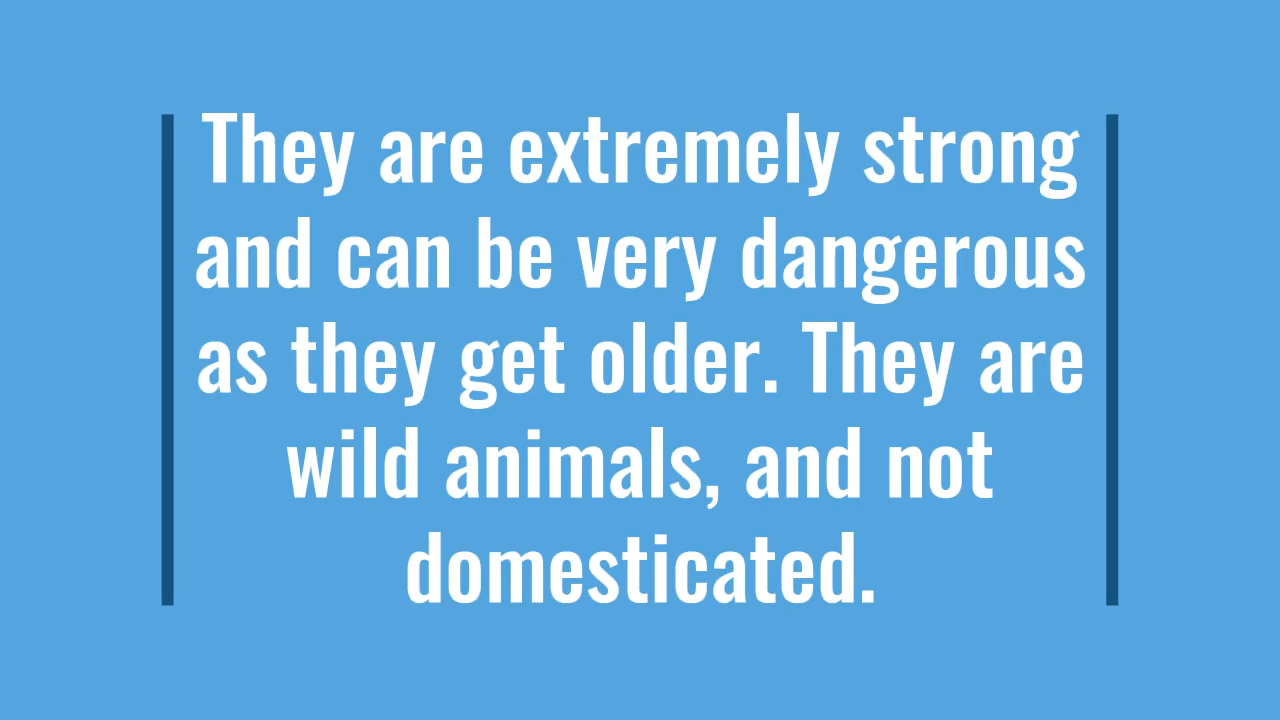 They are extremely strong
and can be very dangerous
as they get older. They are
wild animals, and not
domesticated.